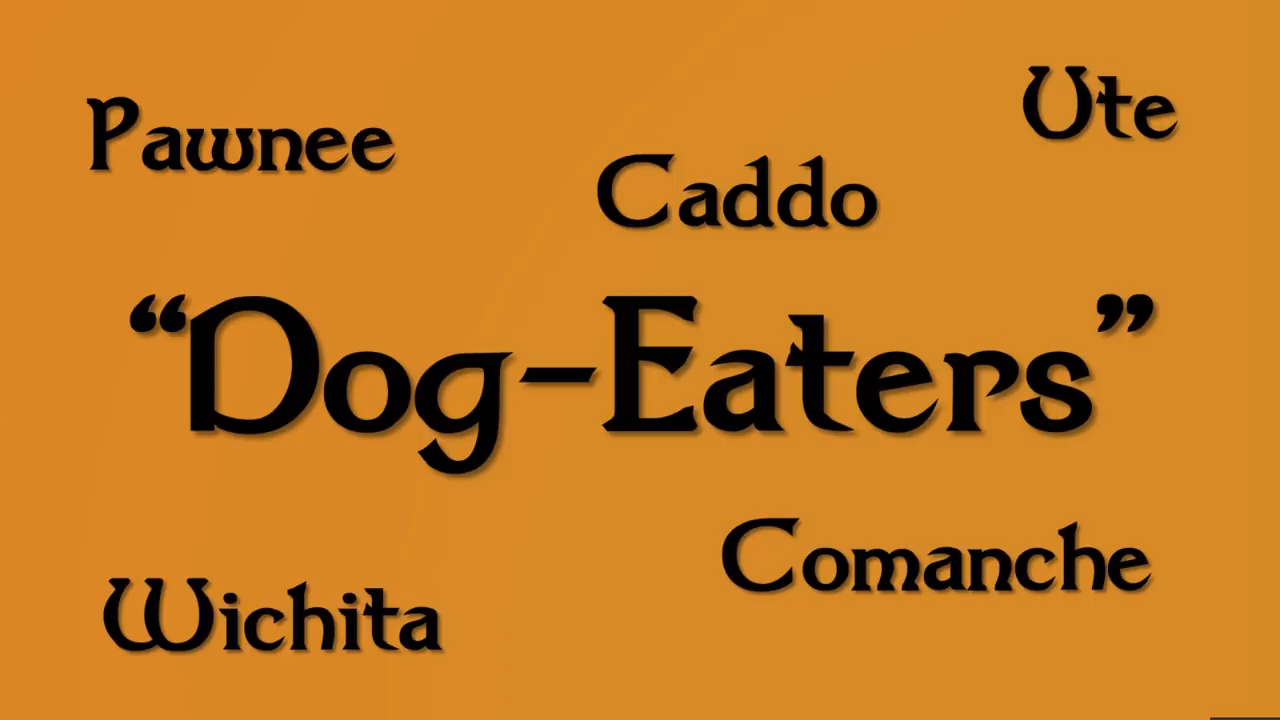 Pawnee
Ute
Caddo
“Dog-Eaters”
Comanche
Wichita